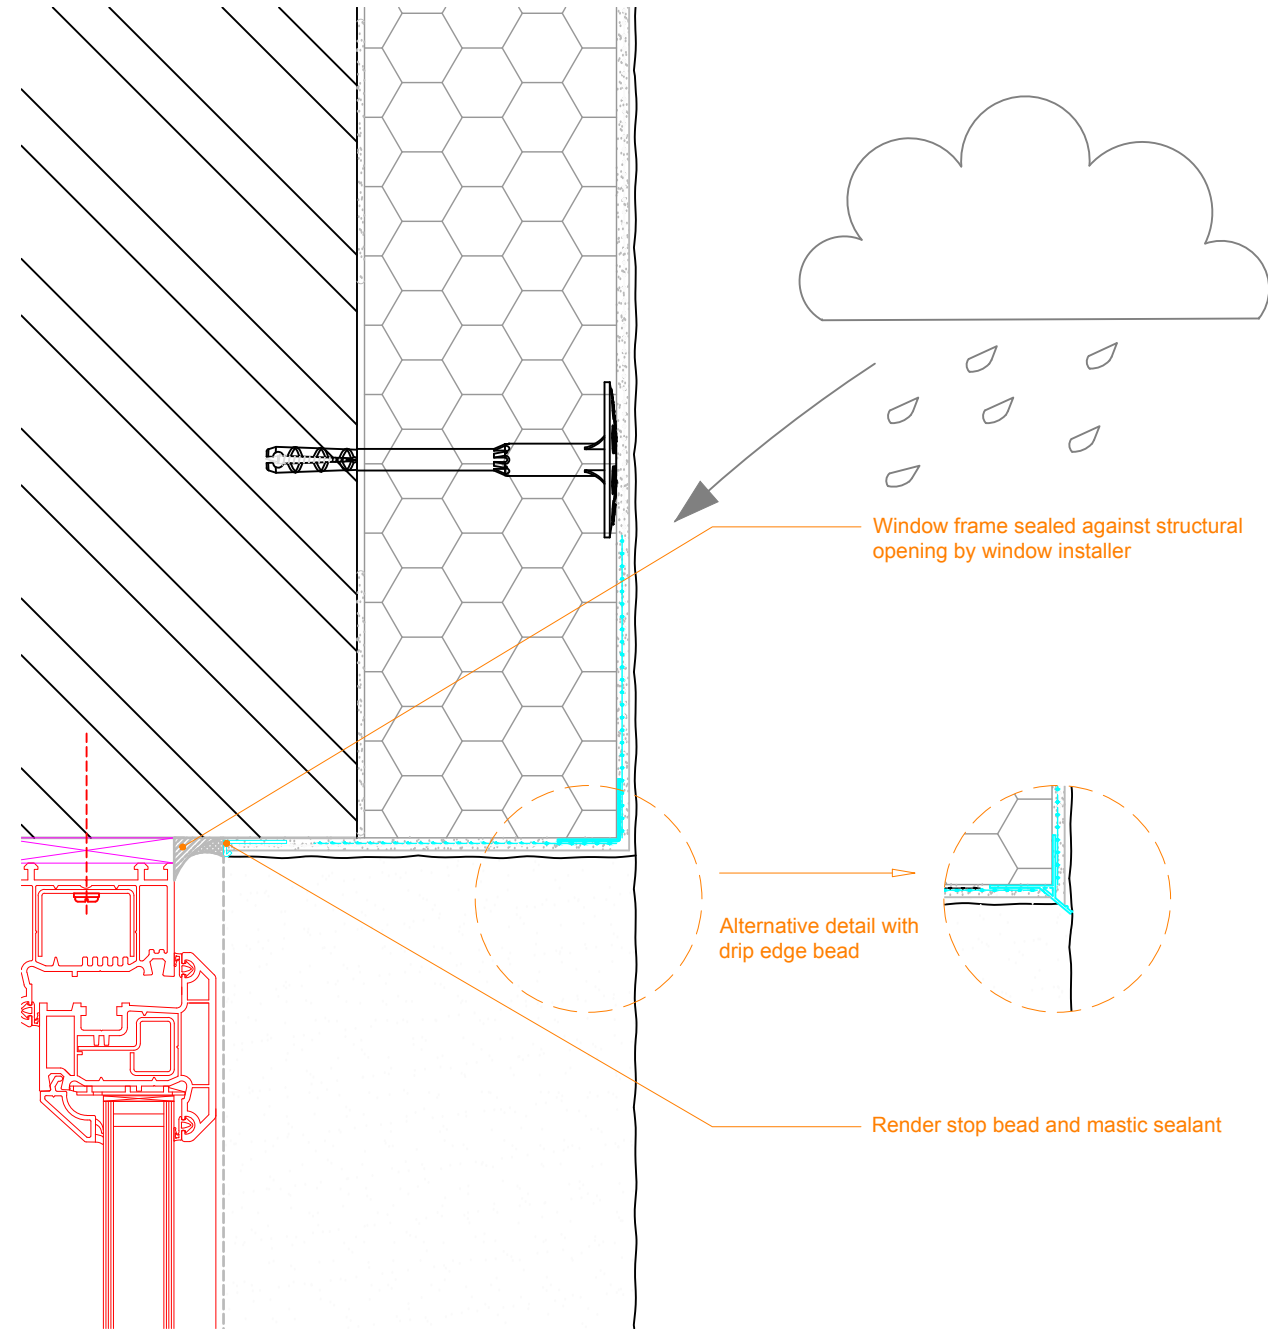 Window frame sealed against structural
opening by window installer
Alternative detail with
drip edge bead
Render stop bead and mastic sealant